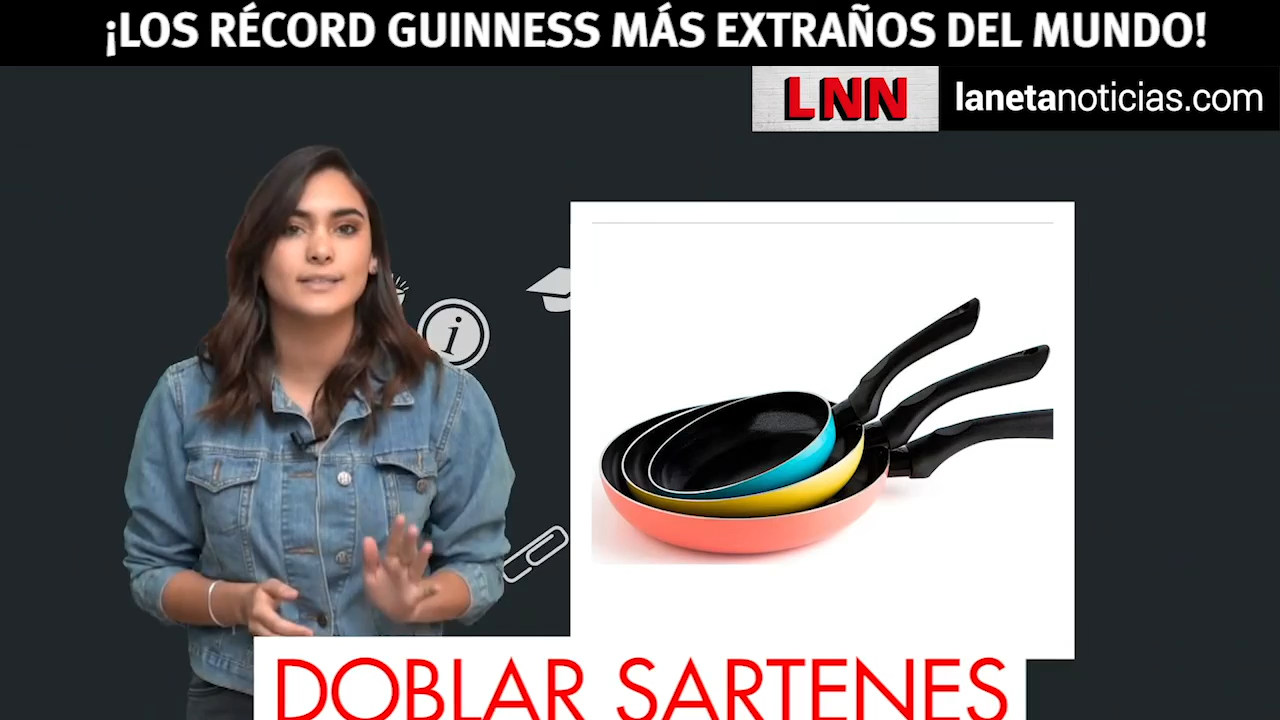 ¡LOS RÉCORD GUINNESS MÁS EXTRAÑOS DEL MUNDO!
LNN lanetanoticias.com
i
DOBLAR SARTENES